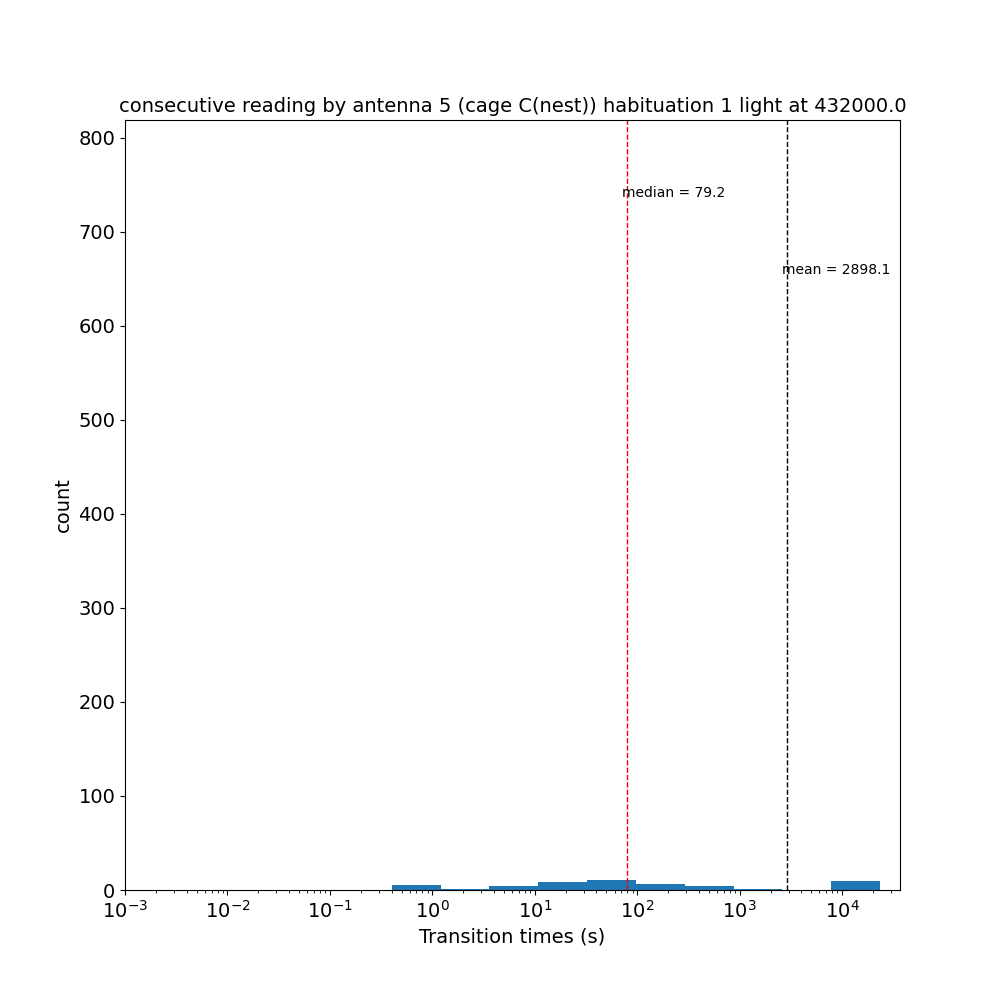 consecutive reading by antenna 5 (cage C(nest)) habituation 1 light at 432000.0
800
median = 79.2
700
mean = 2898.1
600
500
count
400
300
200
100
0
10⁻³ 10⁻² 10⁻¹ 10⁰ 10¹ 10² 10³ 10⁴
Transition times (s)